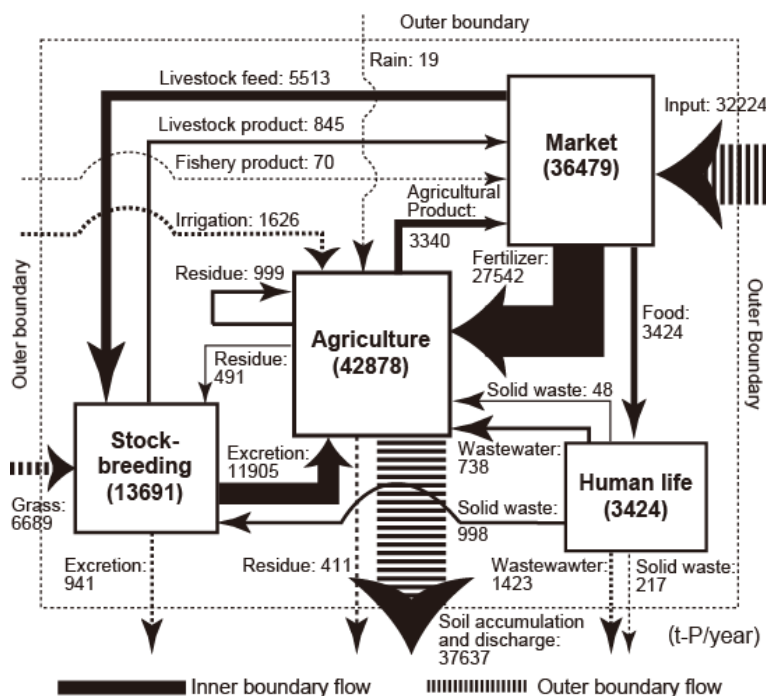 Outer boundary
Rain: 19
Livestock feed: 5513
Market
(36479)
Input: 32224
Livestock product: 845
Fishery product: 70
Agricultural
Product:
3340
Irrigation: 1626
Fertilizer:
27542
Residue: 999
Outer boundary
Outer Boundary
Agriculture
(42878)
Food:
3424
Residue:
491
Solid waste: 48
Stock-
breeding
(13691)
Excretion:
11905
Wastewater:
738
Human life
(3424)
Grass:
6689
Solid waste:
998
Excretion:
941
Residue: 411
Wastewawter:
1423
Solid waste:
217
Soil accumulation
and discharge:
37637
(t-P/year)
Inner boundary flow
Outer boundary flow